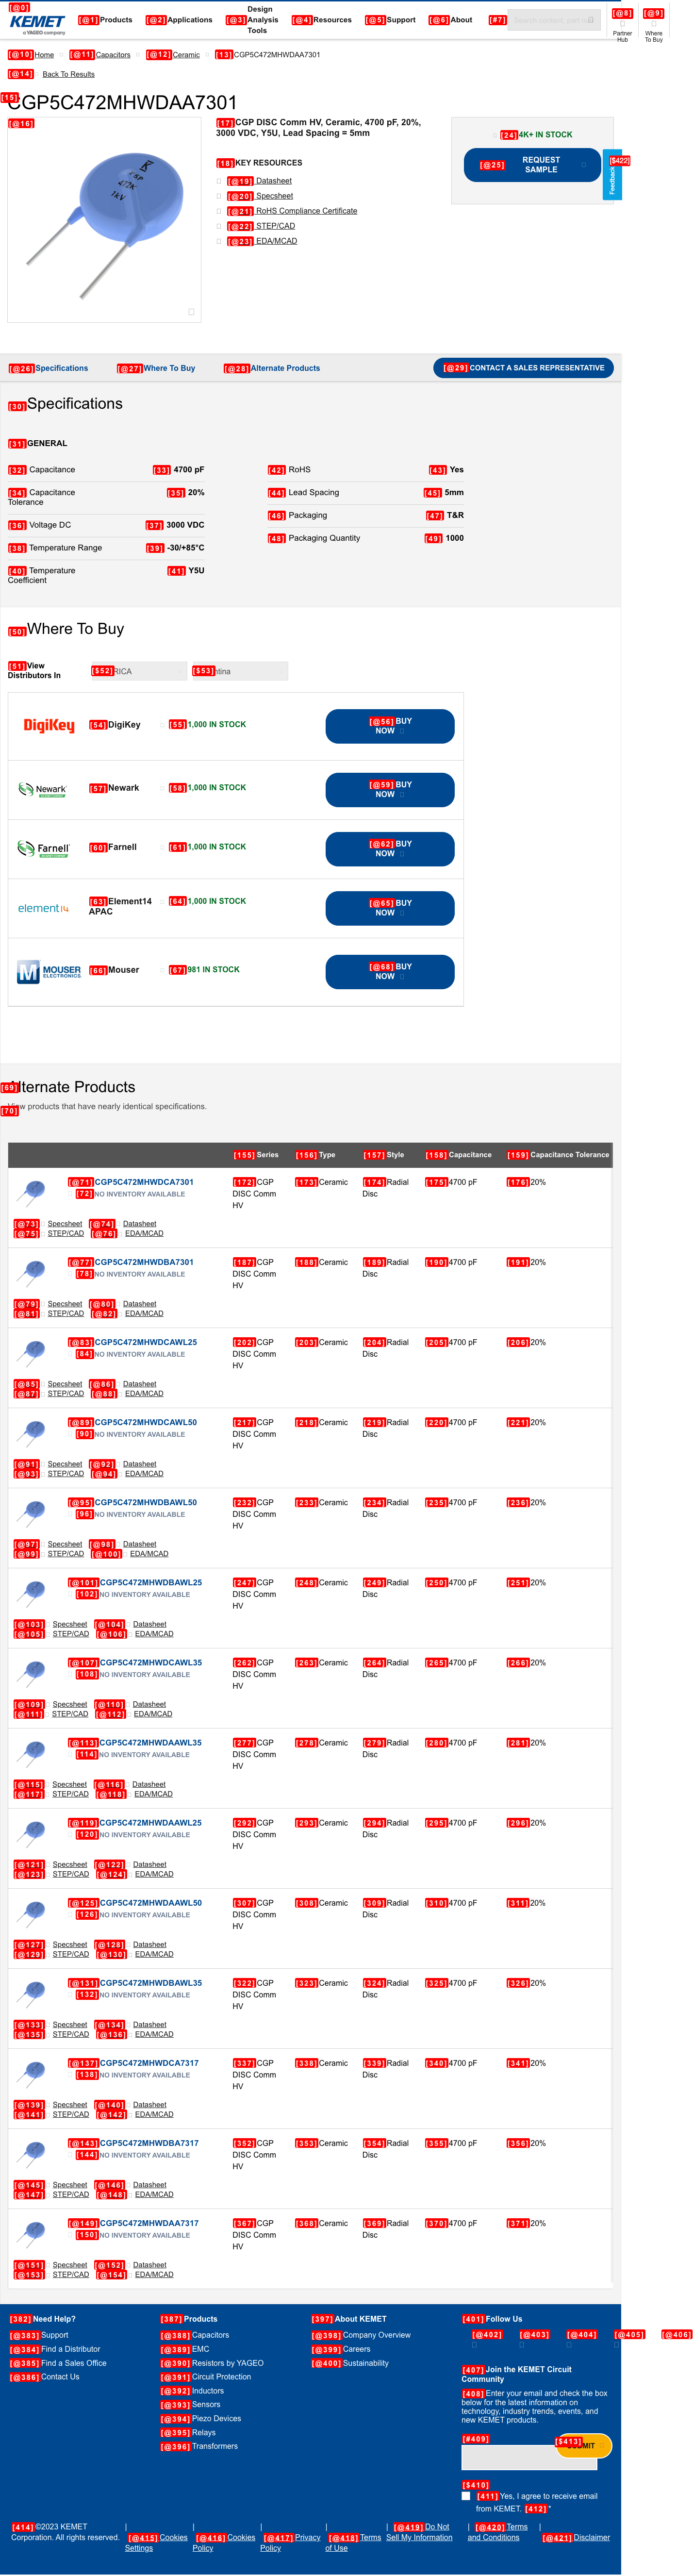 [@0]
KEMET
a YAGEO company
[@1] Products [@2] Applications [@3] Design Analysis Tools [@4] Resources [@5] Support [@6] About [#7] [@8] Partner Hub [@9] Where To Buy
[@10] Home [@11] Capacitors [@12] Ceramic [13] CGP5C472MHWDAA7301
[@14] Back To Results
[15] CGP5C472MHWDAA7301
[@16]
[17] CGP DISC Comm HV, Ceramic, 4700 pF, 20%,
3000 VDC, Y5U, Lead Spacing = 5mm
[18] KEY RESOURCES
[@19] Datasheet
[@20] Specsheet
[@21] RoHS Compliance Certificate
[@22] STEP/CAD
[@23] EDA/MCAD
[24] 4K+ IN STOCK
[@25] REQUEST
SAMPLE
[$422]
Feedback
[@26] Specifications [@27] Where To Buy [@28] Alternate Products [@29] CONTACT A SALES REPRESENTATIVE
[30] Specifications
[31] GENERAL
[32] Capacitance [33] 4700 pF
[34] Capacitance
Tolerance [35] 20%
[36] Voltage DC [37] 3000 VDC
[38] Temperature Range [39] -30/+85°C
[40] Temperature
Coefficient [41] Y5U
[42] RoHS [43] Yes
[44] Lead Spacing [45] 5mm
[46] Packaging [47] T&R
[48] Packaging Quantity [49] 1000
[50] Where To Buy
[51] View
Distributors In [$52] RICA [$53] ntina
DigiKey [54] DigiKey [55] 1,000 IN STOCK [@56] BUY
NOW
Newark [57] Newark [58] 1,000 IN STOCK [@59] BUY
NOW
Farnell [60] Farnell [61] 1,000 IN STOCK [@62] BUY
NOW
element14 [63] Element14
APAC [64] 1,000 IN STOCK [@65] BUY
NOW
MOUSER ELECTRONICS [66] Mouser [67] 981 IN STOCK [@68] BUY
NOW
[69] Alternate Products
[70] View products that have nearly identical specifications.
[155] Series [156] Type [157] Style [158] Capacitance [159] Capacitance Tolerance
[@71] CGP5C472MHWDCA7301 [172] CGP [173] Ceramic [174] Radial [175] 4700 pF [176] 20%
[72] NO INVENTORY AVAILABLE DISC Comm Disc
HV
[@73] Specsheet [@74] Datasheet
[@75] STEP/CAD [@76] EDA/MCAD
[@77] CGP5C472MHWDBA7301 [187] CGP [188] Ceramic [189] Radial [190] 4700 pF [191] 20%
[78] NO INVENTORY AVAILABLE DISC Comm Disc
HV
[@79] Specsheet [@80] Datasheet
[@81] STEP/CAD [@82] EDA/MCAD
[@83] CGP5C472MHWDCAWL25 [202] CGP [203] Ceramic [204] Radial [205] 4700 pF [206] 20%
[84] NO INVENTORY AVAILABLE DISC Comm Disc
HV
[@85] Specsheet [@86] Datasheet
[@87] STEP/CAD [@88] EDA/MCAD
[@89] CGP5C472MHWDCAWL50 [217] CGP [218] Ceramic [219] Radial [220] 4700 pF [221] 20%
[90] NO INVENTORY AVAILABLE DISC Comm Disc
HV
[@91] Specsheet [@92] Datasheet
[@93] STEP/CAD [@94] EDA/MCAD
[@95] CGP5C472MHWDBAWL50 [232] CGP [233] Ceramic [234] Radial [235] 4700 pF [236] 20%
[96] NO INVENTORY AVAILABLE DISC Comm Disc
HV
[@97] Specsheet [@98] Datasheet
[@99] STEP/CAD [@100] EDA/MCAD
[@101] CGP5C472MHWDBAWL25 [247] CGP [248] Ceramic [249] Radial [250] 4700 pF [251] 20%
[102] NO INVENTORY AVAILABLE DISC Comm Disc
HV
[@103] Specsheet [@104] Datasheet
[@105] STEP/CAD [@106] EDA/MCAD
[@107] CGP5C472MHWDCAWL35 [262] CGP [263] Ceramic [264] Radial [265] 4700 pF [266] 20%
[108] NO INVENTORY AVAILABLE DISC Comm Disc
HV
[@109] Specsheet [@110] Datasheet
[@111] STEP/CAD [@112] EDA/MCAD
[@113] CGP5C472MHWDAAWL35 [277] CGP [278] Ceramic [279] Radial [280] 4700 pF [281] 20%
[114] NO INVENTORY AVAILABLE DISC Comm Disc
HV
[@115] Specsheet [@116] Datasheet
[@117] STEP/CAD [@118] EDA/MCAD
[@119] CGP5C472MHWDAAWL25 [292] CGP [293] Ceramic [294] Radial [295] 4700 pF [296] 20%
[120] NO INVENTORY AVAILABLE DISC Comm Disc
HV
[@121] Specsheet [@122] Datasheet
[@123] STEP/CAD [@124] EDA/MCAD
[@125] CGP5C472MHWDAAWL50 [307] CGP [308] Ceramic [309] Radial [310] 4700 pF [311] 20%
[126] NO INVENTORY AVAILABLE DISC Comm Disc
HV
[@127] Specsheet [@128] Datasheet
[@129] STEP/CAD [@130] EDA/MCAD
[@131] CGP5C472MHWDBAWL35 [322] CGP [323] Ceramic [324] Radial [325] 4700 pF [326] 20%
[132] NO INVENTORY AVAILABLE DISC Comm Disc
HV
[@133] Specsheet [@134] Datasheet
[@135] STEP/CAD [@136] EDA/MCAD
[@137] CGP5C472MHWDCA7317 [337] CGP [338] Ceramic [339] Radial [340] 4700 pF [341] 20%
[138] NO INVENTORY AVAILABLE DISC Comm Disc
HV
[@139] Specsheet [@140] Datasheet
[@141] STEP/CAD [@142] EDA/MCAD
[@143] CGP5C472MHWDBA7317 [352] CGP [353] Ceramic [354] Radial [355] 4700 pF [356] 20%
[144] NO INVENTORY AVAILABLE DISC Comm Disc
HV
[@145] Specsheet [@146] Datasheet
[@147] STEP/CAD [@148] EDA/MCAD
[@149] CGP5C472MHWDAA7317 [367] CGP [368] Ceramic [369] Radial [370] 4700 pF [371] 20%
[150] NO INVENTORY AVAILABLE DISC Comm Disc
HV
[@151] Specsheet [@152] Datasheet
[@153] STEP/CAD [@154] EDA/MCAD
[382] Need Help?
[@383] Support
[@384] Find a Distributor
[@385] Find a Sales Office
[@386] Contact Us
[387] Products
[@388] Capacitors
[@389] EMC
[@390] Resistors by YAGEO
[@391] Circuit Protection
[@392] Inductors
[@393] Sensors
[@394] Piezo Devices
[@395] Relays
[@396] Transformers
[397] About KEMET
[@398] Company Overview
[@399] Careers
[@400] Sustainability
[401] Follow Us
[@402] [@403] [@404] [@405] [@406]
[407] Join the KEMET Circuit
Community
[408] Enter your email and check the box
below for the latest information on
technology, industry trends, events, and
new KEMET products.
[#409] [$413] SUBMIT
[$410]
[411] Yes, I agree to receive email
from KEMET. [412] *
[414] ©2023 KEMET
Corporation. All rights reserved.
| [@415] Cookies
Settings
| [@416] Cookies
Policy
| [@417] Privacy
Policy
| [@418] Terms
of Use
| [@419] Do Not
Sell My Information
| [@420] Terms
and Conditions
| [@421] Disclaimer